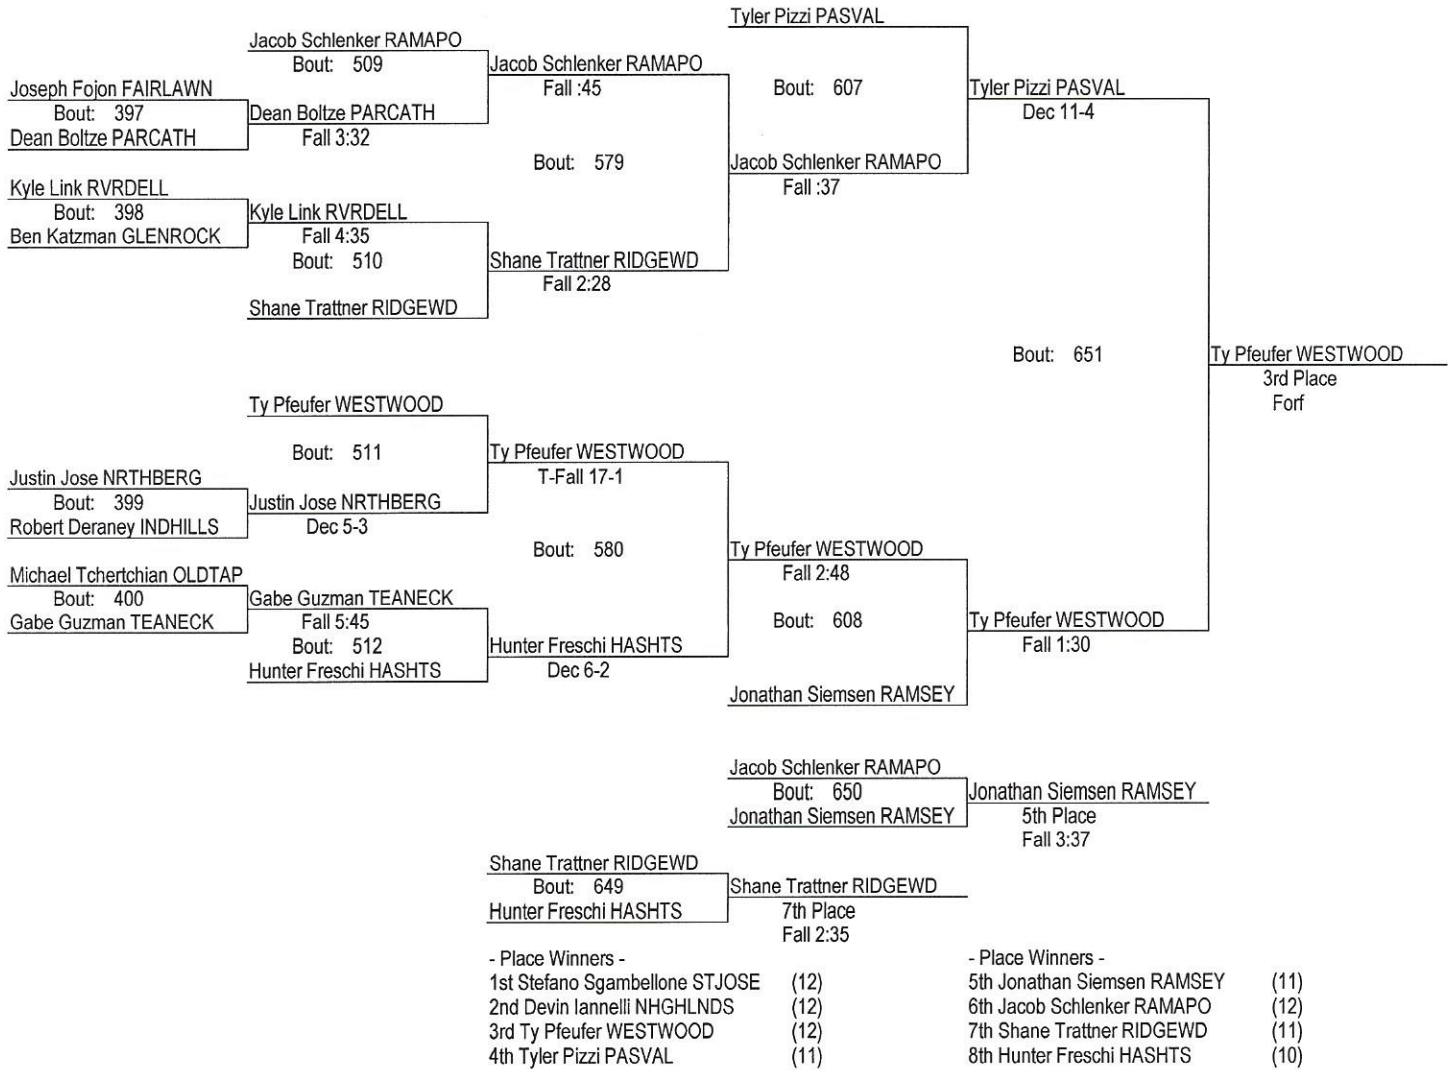 Tyler Pizzi PASVAL
Jacob Schlenker RAMAPO
Bout: 509
Jacob Schlenker RAMAPO
Fall :45
Joseph Fojon FAIRLAWN
Bout: 397
Dean Boltze PARCATH
Dean Boltze PARCATH
Fall 3:32
Bout: 607
Tyler Pizzi PASVAL
Dec 11-4
Bout: 579
Jacob Schlenker RAMAPO
Fall :37
Kyle Link RVRDELL
Bout: 398
Ben Katzman GLENROCK
Kyle Link RVRDELL
Fall 4:35
Bout: 510
Shane Trattner RIDGEWD
Shane Trattner RIDGEWD
Fall 2:28
Bout: 651
Ty Pfeufer WESTWOOD
3rd Place
Forf
Ty Pfeufer WESTWOOD
Bout: 511
Ty Pfeufer WESTWOOD
T-Fall 17-1
Justin Jose NRTHBERG
Bout: 399
Robert Deraney INDHILLS
Justin Jose NRTHBERG
Dec 5-3
Bout: 580
Ty Pfeufer WESTWOOD
Fall 2:48
Michael Tchertchian OLDTAP
Bout: 400
Gabe Guzman TEANECK
Gabe Guzman TEANECK
Fall 5:45
Bout: 512
Hunter Freschi HASHTS
Hunter Freschi HASHTS
Dec 6-2
Bout: 608
Ty Pfeufer WESTWOOD
Fall 1:30
Jonathan Siemsen RAMSEY
Jacob Schlenker RAMAPO
Bout: 650
Jonathan Siemsen RAMSEY
Jonathan Siemsen RAMSEY
5th Place
Fall 3:37
Shane Trattner RIDGEWD
Bout: 649
Hunter Freschi HASHTS
Shane Trattner RIDGEWD
7th Place
Fall 2:35
- Place Winners -
1st Stefano Sgambellone STJOSE (12)
2nd Devin Iannelli NHGHLNDS (12)
3rd Ty Pfeufer WESTWOOD (12)
4th Tyler Pizzi PASVAL (11)
- Place Winners -
5th Jonathan Siemsen RAMSEY (11)
6th Jacob Schlenker RAMAPO (12)
7th Shane Trattner RIDGEWD (11)
8th Hunter Freschi HASHTS (10)